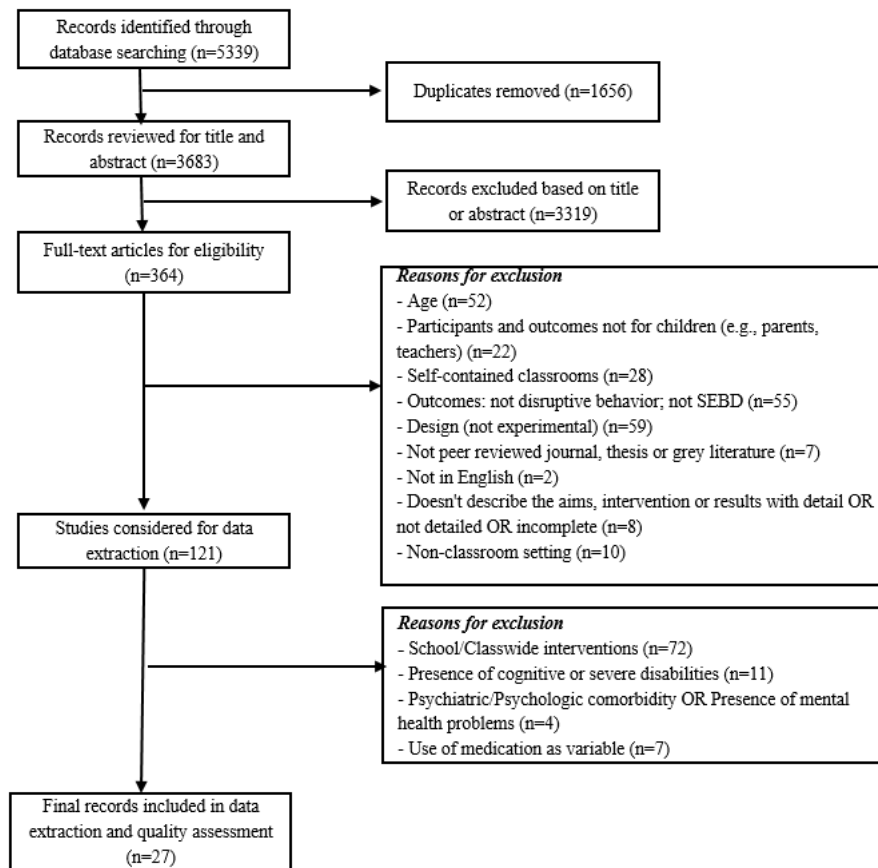 Records identified through
database searching (n=5339)
Duplicates removed (n=1656)
Records reviewed for title and
abstract (n=3683)
Records excluded based on title
or abstract (n=3319)
Full-text articles for eligibility
(n=364)
Reasons for exclusion
- Age (n=52)
- Participants and outcomes not for children (e.g., parents,
teachers) (n=22)
- Self-contained classrooms (n=28)
- Outcomes: not disruptive behavior; not SEBD (n=55)
- Design (not experimental) (n=59)
- Not peer reviewed journal, thesis or grey literature (n=7)
- Not in English (n=2)
- Doesn't describe the aims, intervention or results with detail OR
not detailed OR incomplete (n=8)
- Non-classroom setting (n=10)
Studies considered for data
extraction (n=121)
Reasons for exclusion
- School/Classwide interventions (n=72)
- Presence of cognitive or severe disabilities (n=11)
- Psychiatric/Psychologic comorbidity OR Presence of mental
health problems (n=4)
- Use of medication as variable (n=7)
Final records included in data
extraction and quality assessment
(n=27)